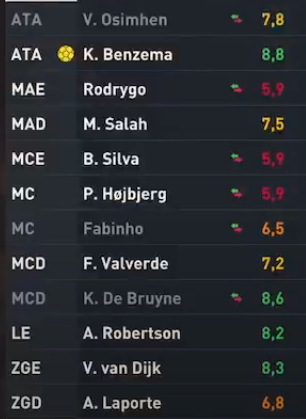 ATA V. Osimhen 7,8
ATA K. Benzema 8,8
MAE Rodrygo 5,9
MAD M. Salah 7,5
MCE B. Silva 5,9
MC P. Højbjerg 5,9
MC Fabinho 6,5
MCD F. Valverde 7,2
MCD K. De Bruyne 8,6
LE A. Robertson 8,2
ZGE V. van Dijk 8,3
ZGD A. Laporte 6,8